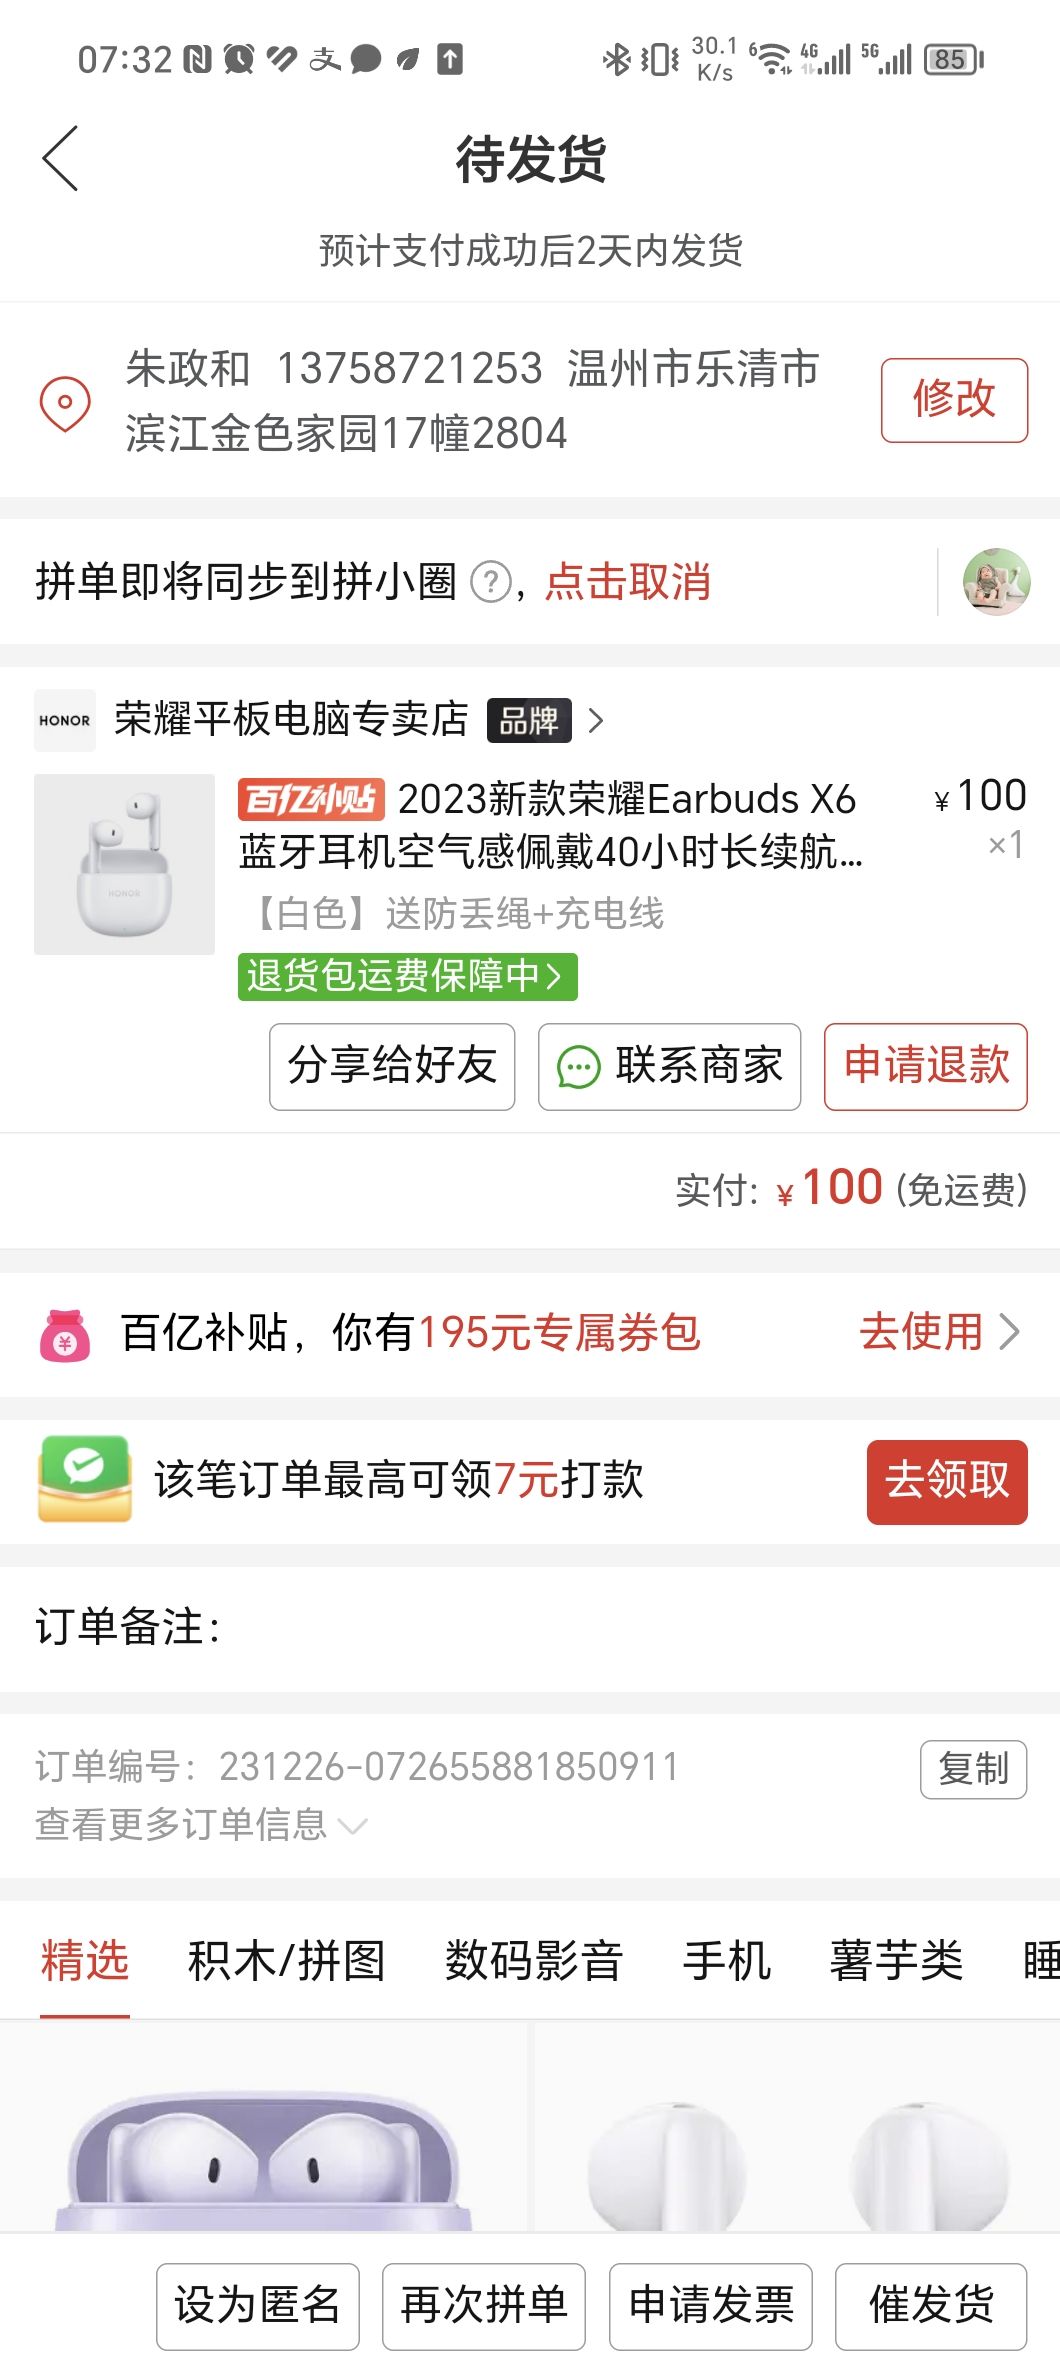 07:32 30.1 K/s 6 4G 5G 85
待发货
预计支付成功后2天内发货
朱政和 13758721253 温州市乐清市
滨江金色家园17幢2804
修改
拼单即将同步到拼小圈?，点击取消
HONOR 荣耀平板电脑专卖店 品牌
百亿补贴 2023新款荣耀Earbuds X6 ¥100
蓝牙耳机空气感佩戴40小时长续航... ×1
HONOR
【白色】送防丢绳+充电线
退货包运费保障中
分享给好友 联系商家 申请退款
实付: ¥100 (免运费)
百亿补贴，你有195元专属券包 去使用
该笔订单最高可领7元打款 去领取
订单备注:
订单编号: 231226-072655881850911 复制
查看更多订单信息
精选 积木/拼图 数码影音 手机 薯芋类 睡
设为匿名 再次拼单 申请发票 催发货